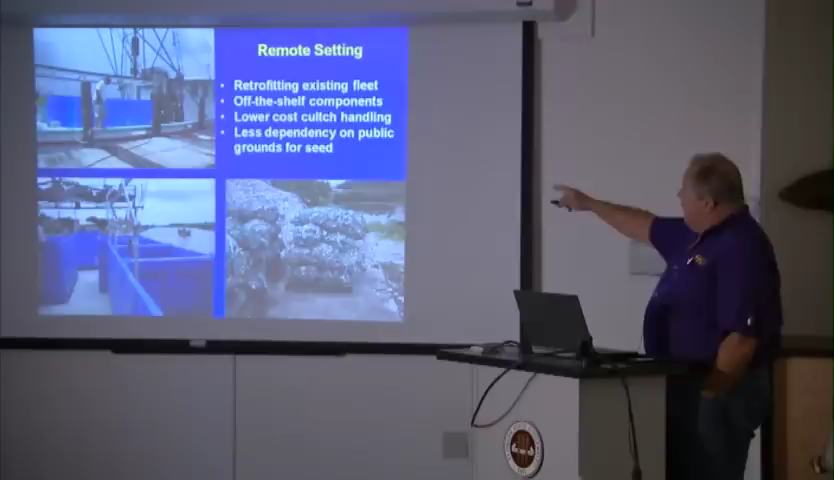 Remote Setting
• Retrofitting existing fleet
• Off-the-shelf components
• Lower cost cultch handling
• Less dependency on public
grounds for seed